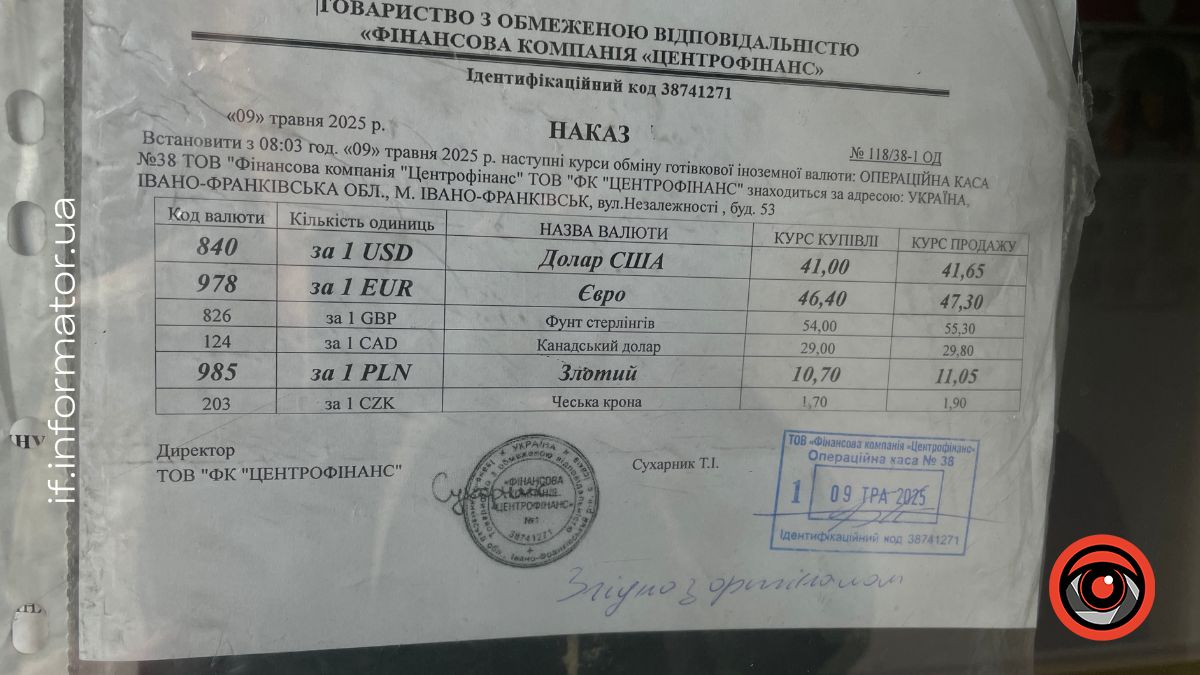 ТОВАРИСТВО З ОБМЕЖЕНОЮ ВІДПОВІДАЛЬНІСТЮ
«ФІНАНСОВА КОМПАНІЯ «ЦЕНТРОФІНАНС»
Ідентифікаційний код 38741271
«09» травня 2025 р.
НАКАЗ
№ 118/38-1 ОД
Встановити з 08:03 год. «09» травня 2025 р. наступні курси обміну готівкової іноземної валюти: ОПЕРАЦІЙНА КАСА
№38 ТОВ "Фінансова компанія "Центрофінанс" ТОВ "ФК "ЦЕНТРОФІНАНС" знаходиться за адресою: УКРАЇНА,
ІВАНО-ФРАНКІВСЬКА ОБЛ., М. ІВАНО-ФРАНКІВСЬК, вул.Незалежності , буд. 53
Код валюти Кількість одиниць НАЗВА ВАЛЮТИ КУРС КУПІВЛІ КУРС ПРОДАЖУ
840 за 1 USD Долар США 41,00 41,65
978 за 1 EUR Євро 46,40 47,30
826 за 1 GBP Фунт стерлінгів 54,00 55,30
124 за 1 CAD Канадський долар 29,00 29,80
985 за 1 PLN Злотий 10,70 11,05
203 за 1 CZK Чеська крона 1,70 1,90
Директор
ТОВ "ФК "ЦЕНТРОФІНАНС"
Сухарник Т.І.
УКРАЇНА
«ФІНАНСОВА
КОМПАНІЯ
«ЦЕНТРОФІНАНС»
№1
38741271
ТОВ «Фінансова компанія «Центрофінанс»
Операційна каса № 38
1 09 ТРА 2025
Ідентифікаційний код 38741271
Згідно з оригіналом
if.informator.ua